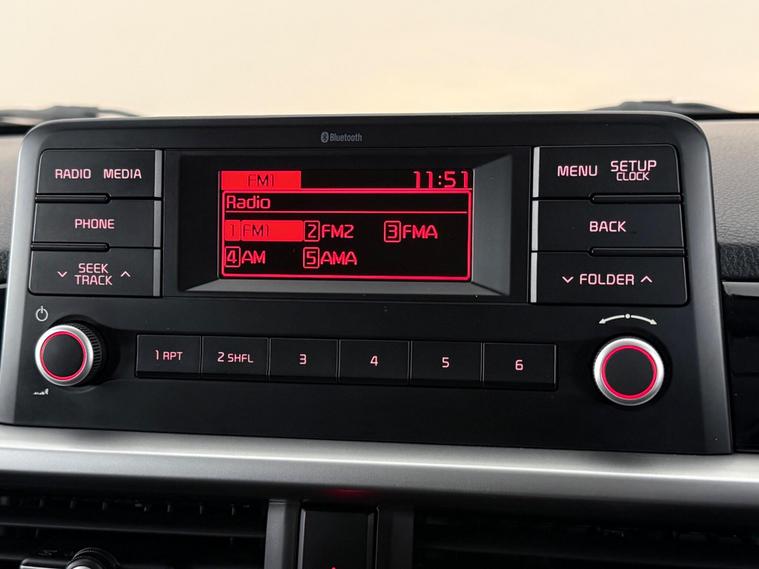 Bluetooth
RADIO MEDIA
PHONE
SEEK
TRACK
FM1 11:51
Radio
1 FM1 2 FM2 3 FMA
4 AM 5 AMA
MENU SETUP
CLOCK
BACK
FOLDER
1 RPT 2 SHFL 3 4 5 6